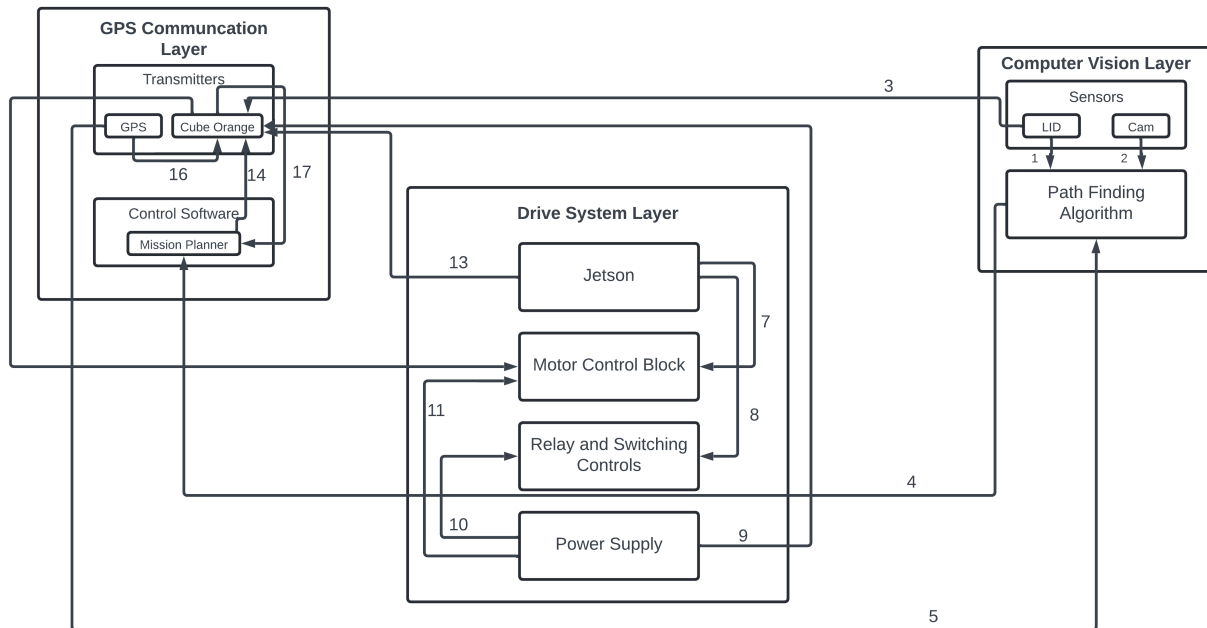 GPS Communcation
Layer
Transmitters
GPS
Cube Orange
16
14
17
Control Software
Mission Planner
3
Computer Vision Layer
Sensors
LID
Cam
1
2
Path Finding
Algorithm
Drive System Layer
13
Jetson
7
Motor Control Block
11
8
Relay and Switching
Controls
4
10
Power Supply
9
5